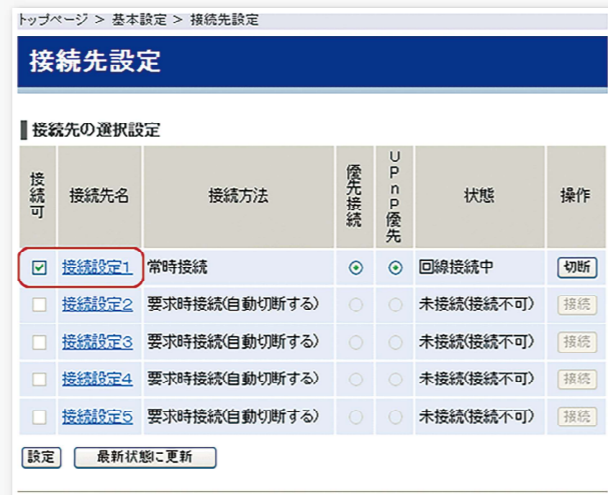 トップページ > 基本設定 > 接続先設定
接続先設定
接続先の選択設定
接続可 接続先名 接続方法 優先接続 UPnP優先 状態 操作
接続設定1 常時接続 回線接続中 切断
接続設定2 要求時接続(自動切断する) 未接続(接続不可) 接続
接続設定3 要求時接続(自動切断する) 未接続(接続不可) 接続
接続設定4 要求時接続(自動切断する) 未接続(接続不可) 接続
接続設定5 要求時接続(自動切断する) 未接続(接続不可) 接続
設定 最新状態に更新